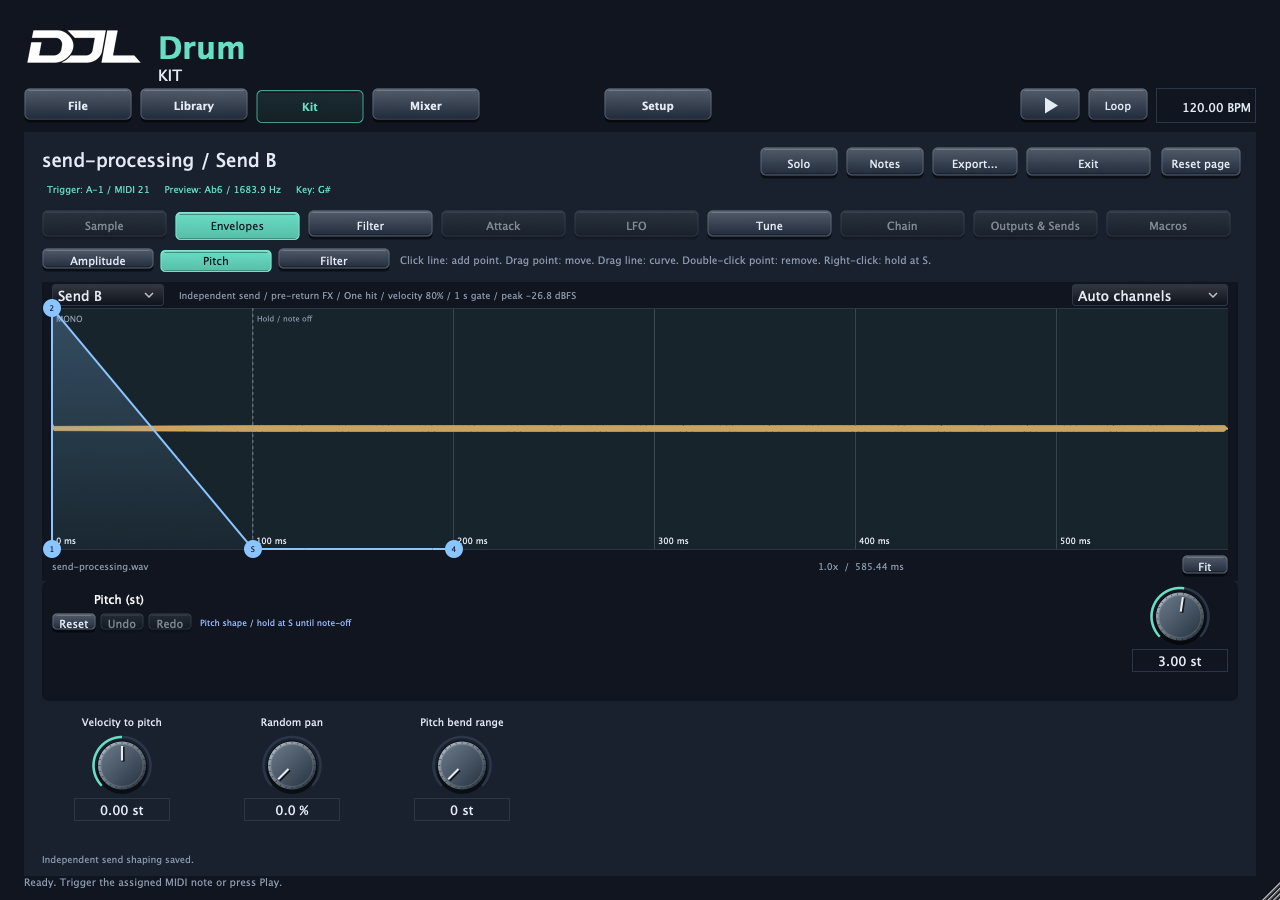 DJL Drum
KIT
File Library Kit Mixer Setup Loop 120.00 BPM
send-processing / Send B
Solo Notes Export... Exit Reset page
Trigger: A-1 / MIDI 21 Preview: Ab6 / 1683.9 Hz Key: G#
Sample Envelopes Filter Attack LFO Tune Chain Outputs & Sends Macros
Amplitude Pitch Filter Click line: add point. Drag point: move. Drag line: curve. Double-click point: remove. Right-click: hold at S.
Send B Independent send / pre-return FX / One hit / velocity 80% / 1 s gate / peak -26.8 dBFS Auto channels
2
MONO Hold / note off
0 ms 100 ms 200 ms 300 ms 400 ms 500 ms
1 S 4
send-processing.wav 1.0x / 585.44 ms Fit
Pitch (st)
Reset Undo Redo Pitch shape / hold at S until note-off
3.00 st
Velocity to pitch Random pan Pitch bend range
0.00 st 0.0 % 0 st
Independent send shaping saved.
Ready. Trigger the assigned MIDI note or press Play.